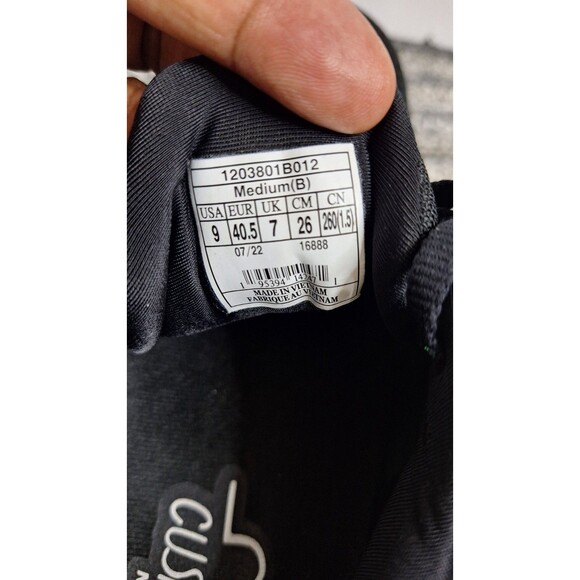 1203801B012
Medium(B)
USA EUR UK CM CN
9 40.5 7 26 260(1.5)
07/22 16888
MADE IN VIETNAM
FABRIQUE AU VIETNAM